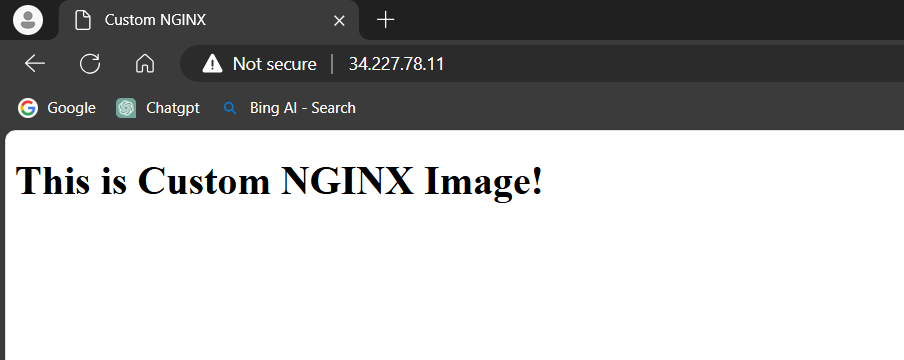 Custom NGINX
Not secure 34.227.78.11
Google Chatgpt Bing AI - Search
This is Custom NGINX Image!